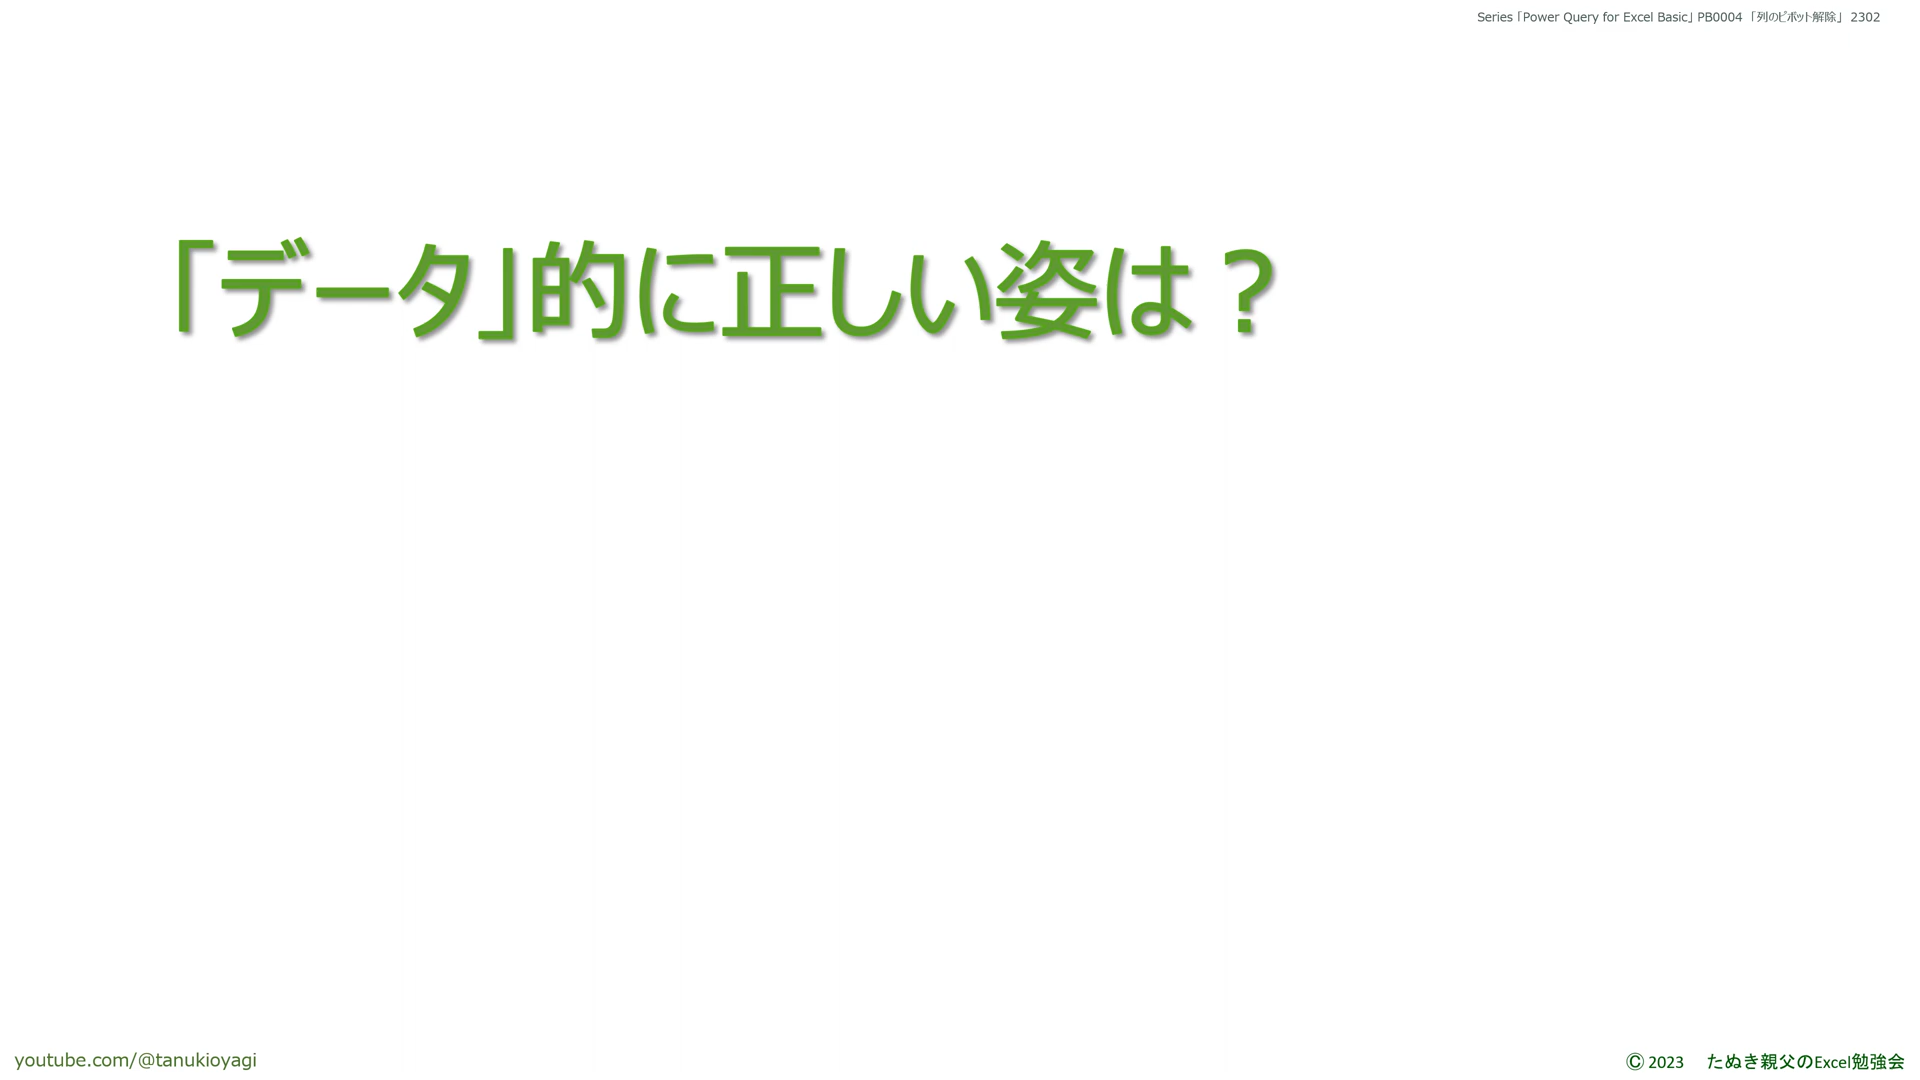 Series「Power Query for Excel Basic」 PB0004 「列のピボット解除」 2302
「データ」的に正しい姿は？
youtube.com/@tanukioyagi
© 2023 たぬき親父のExcel勉強会